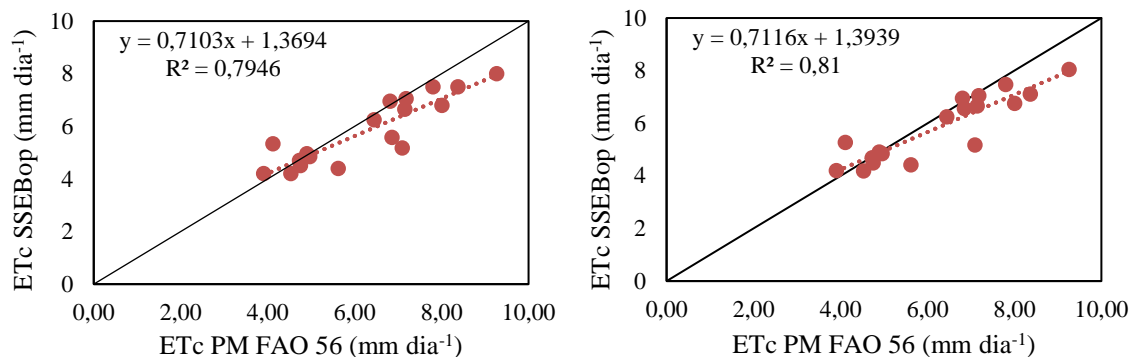 y = 0,7103x + 1,3694
R² = 0,7946
10
8
6
4
2
0
0,00 2,00 4,00 6,00 8,00 10,00
ETc SSEBop (mm dia⁻¹)
ETc PM FAO 56 (mm dia⁻¹)
y = 0,7116x + 1,3939
R² = 0,81
10
8
6
4
2
0
0,00 2,00 4,00 6,00 8,00 10,00
ETc SSEBop (mm dia⁻¹)
ETc PM FAO 56 (mm dia⁻¹)